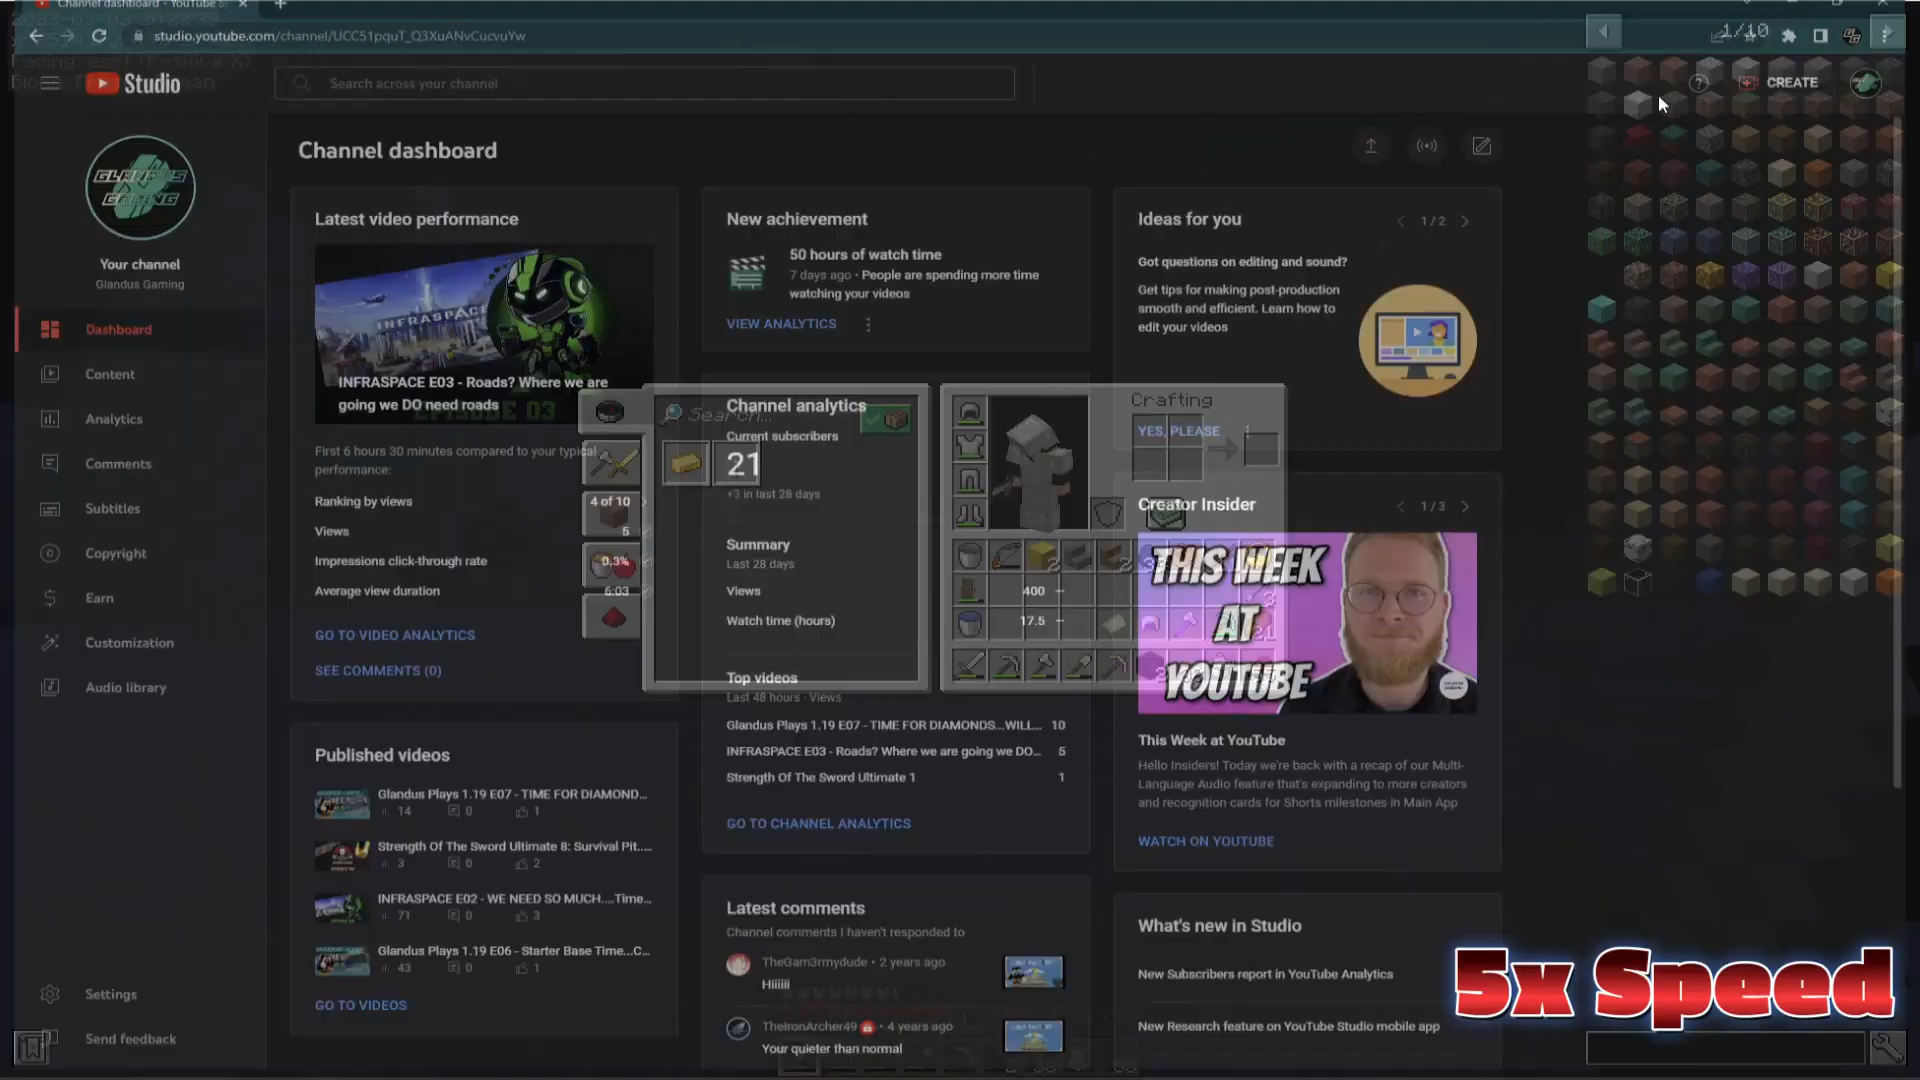 Channel dashboard - YouTube St
studio.youtube.com/channel/UCC51pquT_Q3XuANvCucvuYw
1/10
Studio
Search across your channel
CREATE
GLANDUS
GAMING
Your channel
Glandus Gaming
Dashboard
Content
Analytics
Comments
Subtitles
Copyright
Earn
Customization
Audio library
Settings
Send feedback
Channel dashboard
Latest video performance
INFRASPACE
INFRASPACE E03 - Roads? Where we are
going we DO need roads
EPISODE 03
First 6 hours 30 minutes compared to your typical
performance:
Ranking by views
4 of 10
Views
5
Impressions click-through rate
0.3%
Average view duration
6:03
GO TO VIDEO ANALYTICS
SEE COMMENTS (0)
Published videos
Glandus Plays 1.19 E07 - TIME FOR DIAMOND...
14 0 1
Strength Of The Sword Ultimate 8: Survival Pit....
3 0 2
INFRASPACE E02 - WE NEED SO MUCH....Time...
71 0 3
Glandus Plays 1.19 E06 - Starter Base Time...C...
43 0 1
GO TO VIDEOS
New achievement
50 hours of watch time
7 days ago • People are spending more time
watching your videos
VIEW ANALYTICS
Channel analytics
Search...
Current subscribers
21
+3 in last 28 days
Summary
Last 28 days
Views
400 –
Watch time (hours)
17.5 –
Top videos
Last 48 hours · Views
Glandus Plays 1.19 E07 - TIME FOR DIAMONDS...WILL... 10
INFRASPACE E03 - Roads? Where we are going we DO... 5
Strength Of The Sword Ultimate 1 1
GO TO CHANNEL ANALYTICS
Latest comments
Channel comments I haven't responded to
TheGam3rmydude • 2 years ago
Hiiiiii
TheIronArcher49 • 4 years ago
Your quieter than normal
Ideas for you
1 / 2
Got questions on editing and sound?
Get tips for making post-production
smooth and efficient. Learn how to
edit your videos
Crafting
YES, PLEASE
Creator Insider
1 / 3
THIS WEEK
AT
YOUTUBE
This Week at YouTube
Hello Insiders! Today we're back with a recap of our Multi-
Language Audio feature that's expanding to more creators
and recognition cards for Shorts milestones in Main App
WATCH ON YOUTUBE
What's new in Studio
New Subscribers report in YouTube Analytics
New Research feature on YouTube Studio mobile app
5x Speed